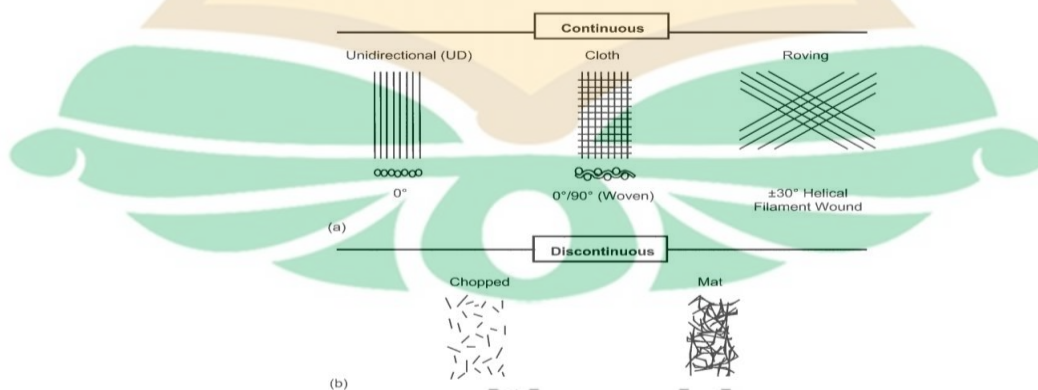 Continuous
Unidirectional (UD)
Cloth
Roving
0°
0°/90° (Woven)
±30° Helical
Filament Wound
(a)
Discontinuous
Chopped
Mat
(b)